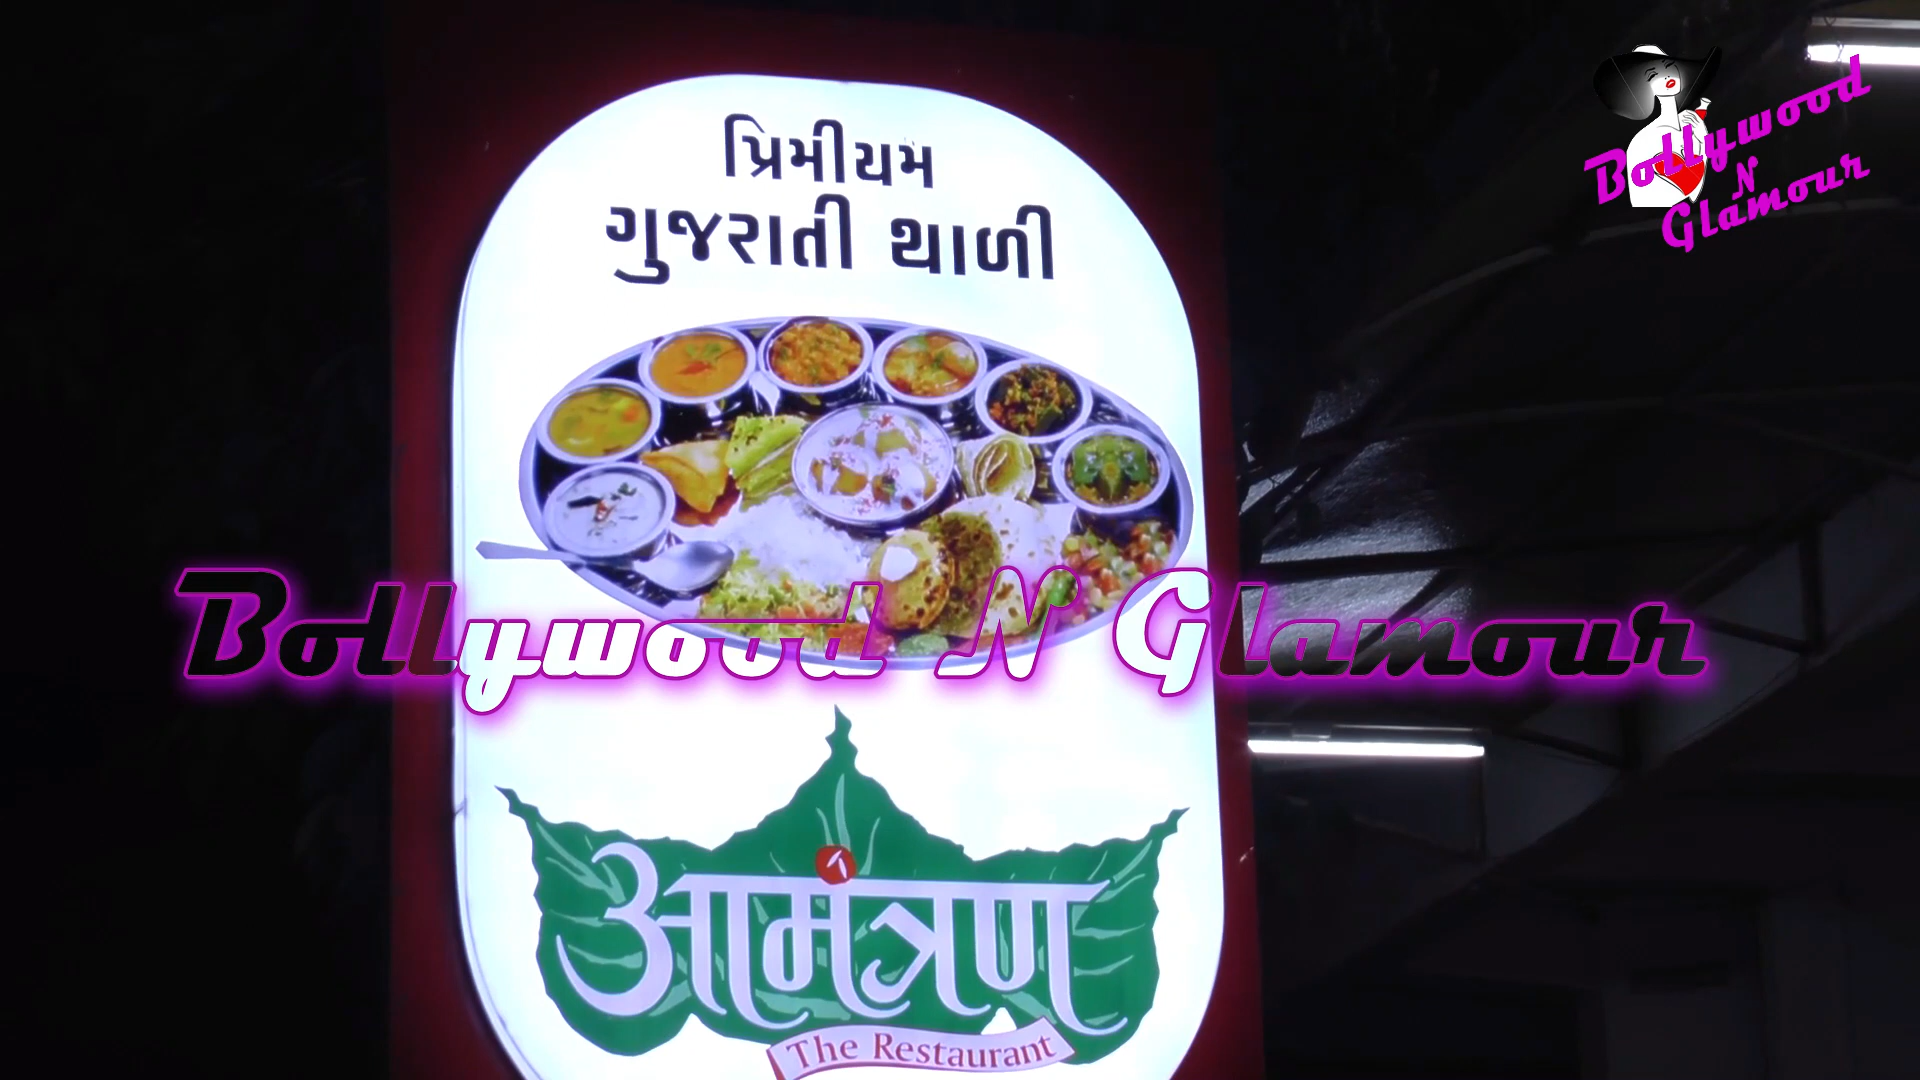 પ્રિમીયમ
ગુજરાતી થાળી
Bollywood
N
Glamour
Bollywood N Glamour
आमंत्रण
The Restaurant